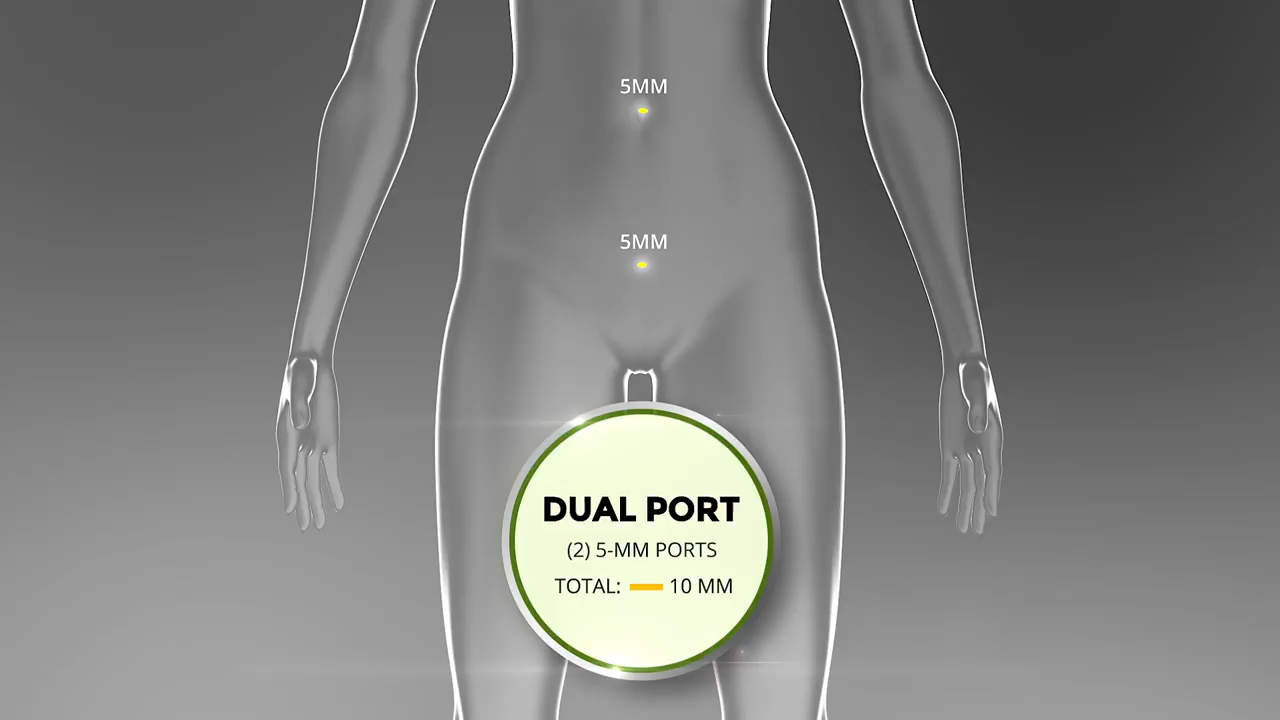 5MM
5MM
DUAL PORT
(2) 5-MM PORTS
TOTAL: 10 MM